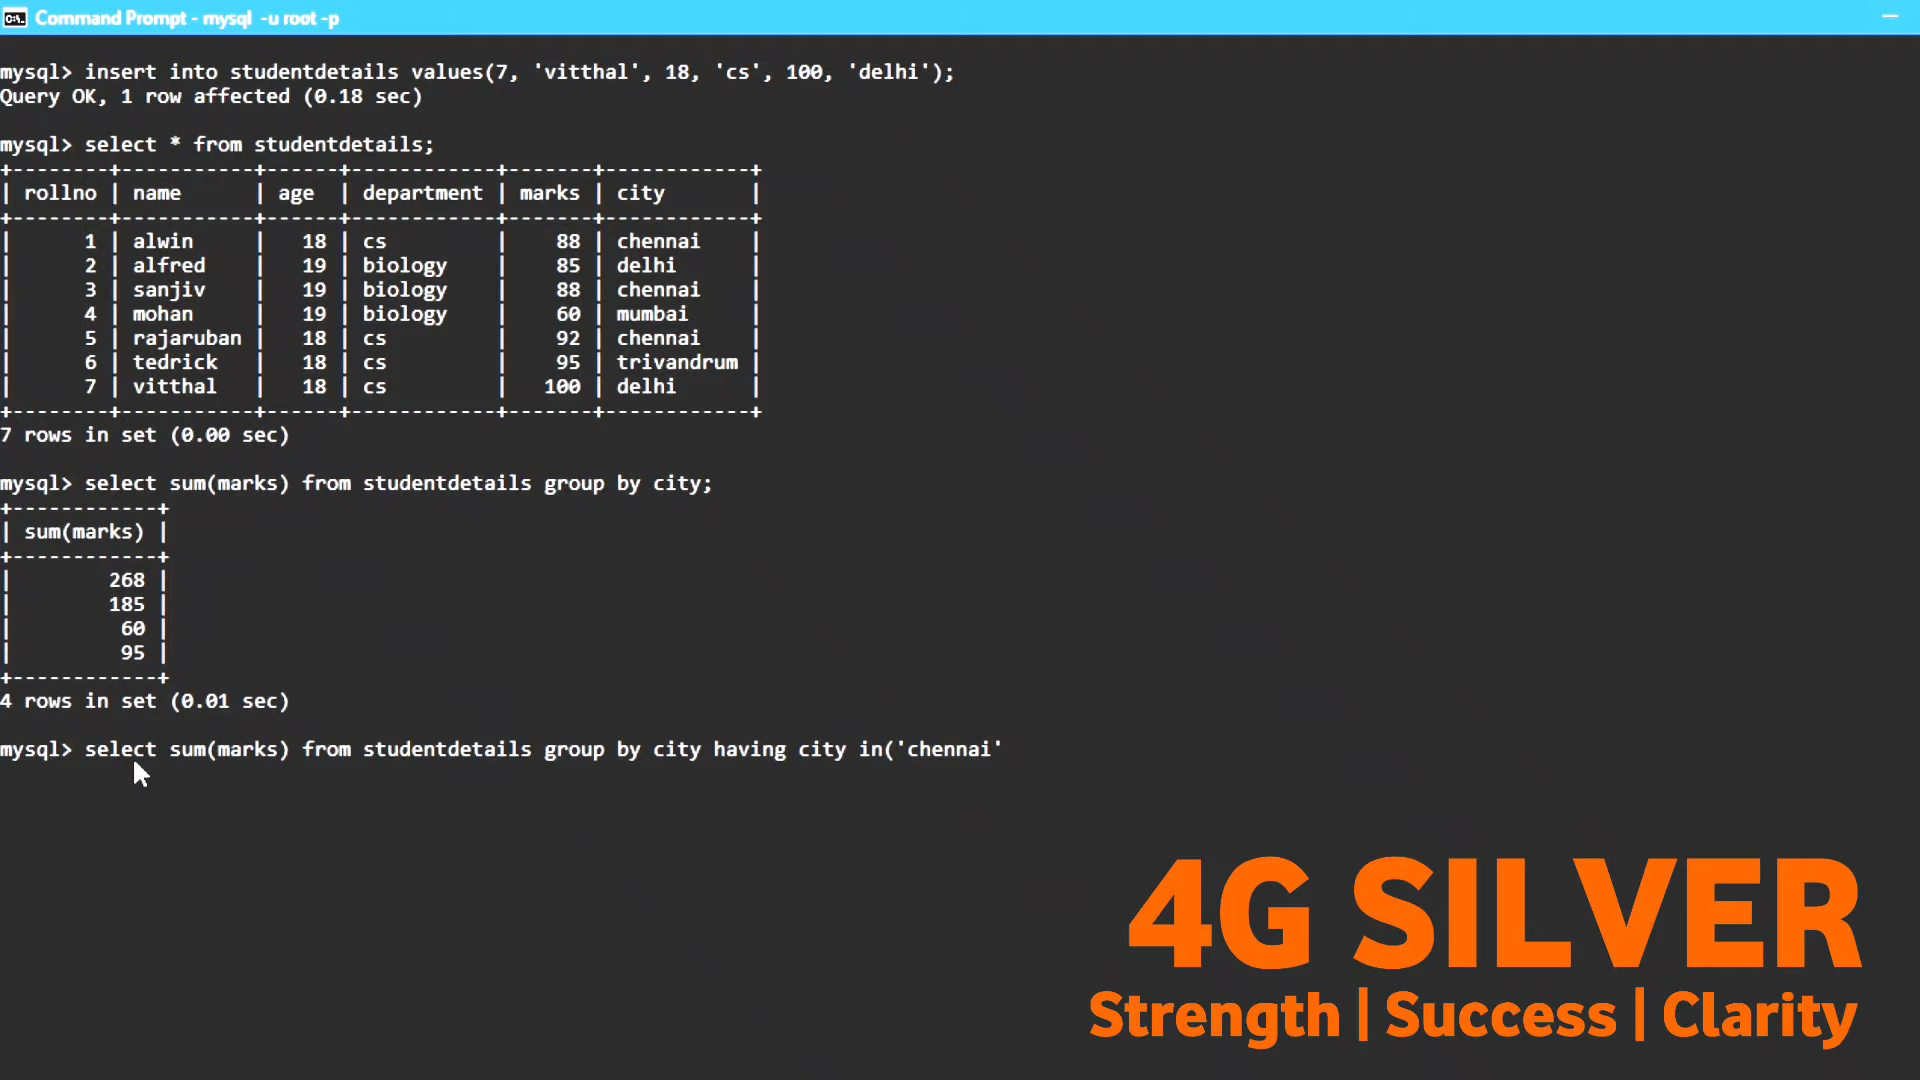 Command Prompt - mysql -u root -p
mysql> insert into studentdetails values(7, 'vitthal', 18, 'cs', 100, 'delhi');
Query OK, 1 row affected (0.18 sec)
mysql> select * from studentdetails;
+--------+-----------+------+------------+-------+------------+
| rollno | name      | age  | department | marks | city       |
+--------+-----------+------+------------+-------+------------+
|      1 | alwin     |   18 | cs         |    88 | chennai    |
|      2 | alfred    |   19 | biology    |    85 | delhi      |
|      3 | sanjiv    |   19 | biology    |    88 | chennai    |
|      4 | mohan     |   19 | biology    |    60 | mumbai     |
|      5 | rajaruban |   18 | cs         |    92 | chennai    |
|      6 | tedrick   |   18 | cs         |    95 | trivandrum |
|      7 | vitthal   |   18 | cs         |   100 | delhi      |
+--------+-----------+------+------------+-------+------------+
7 rows in set (0.00 sec)
mysql> select sum(marks) from studentdetails group by city;
+------------+
| sum(marks) |
+------------+
|        268 |
|        185 |
|         60 |
|         95 |
+------------+
4 rows in set (0.01 sec)
mysql> select sum(marks) from studentdetails group by city having city in('chennai'
4G SILVER
Strength | Success | Clarity